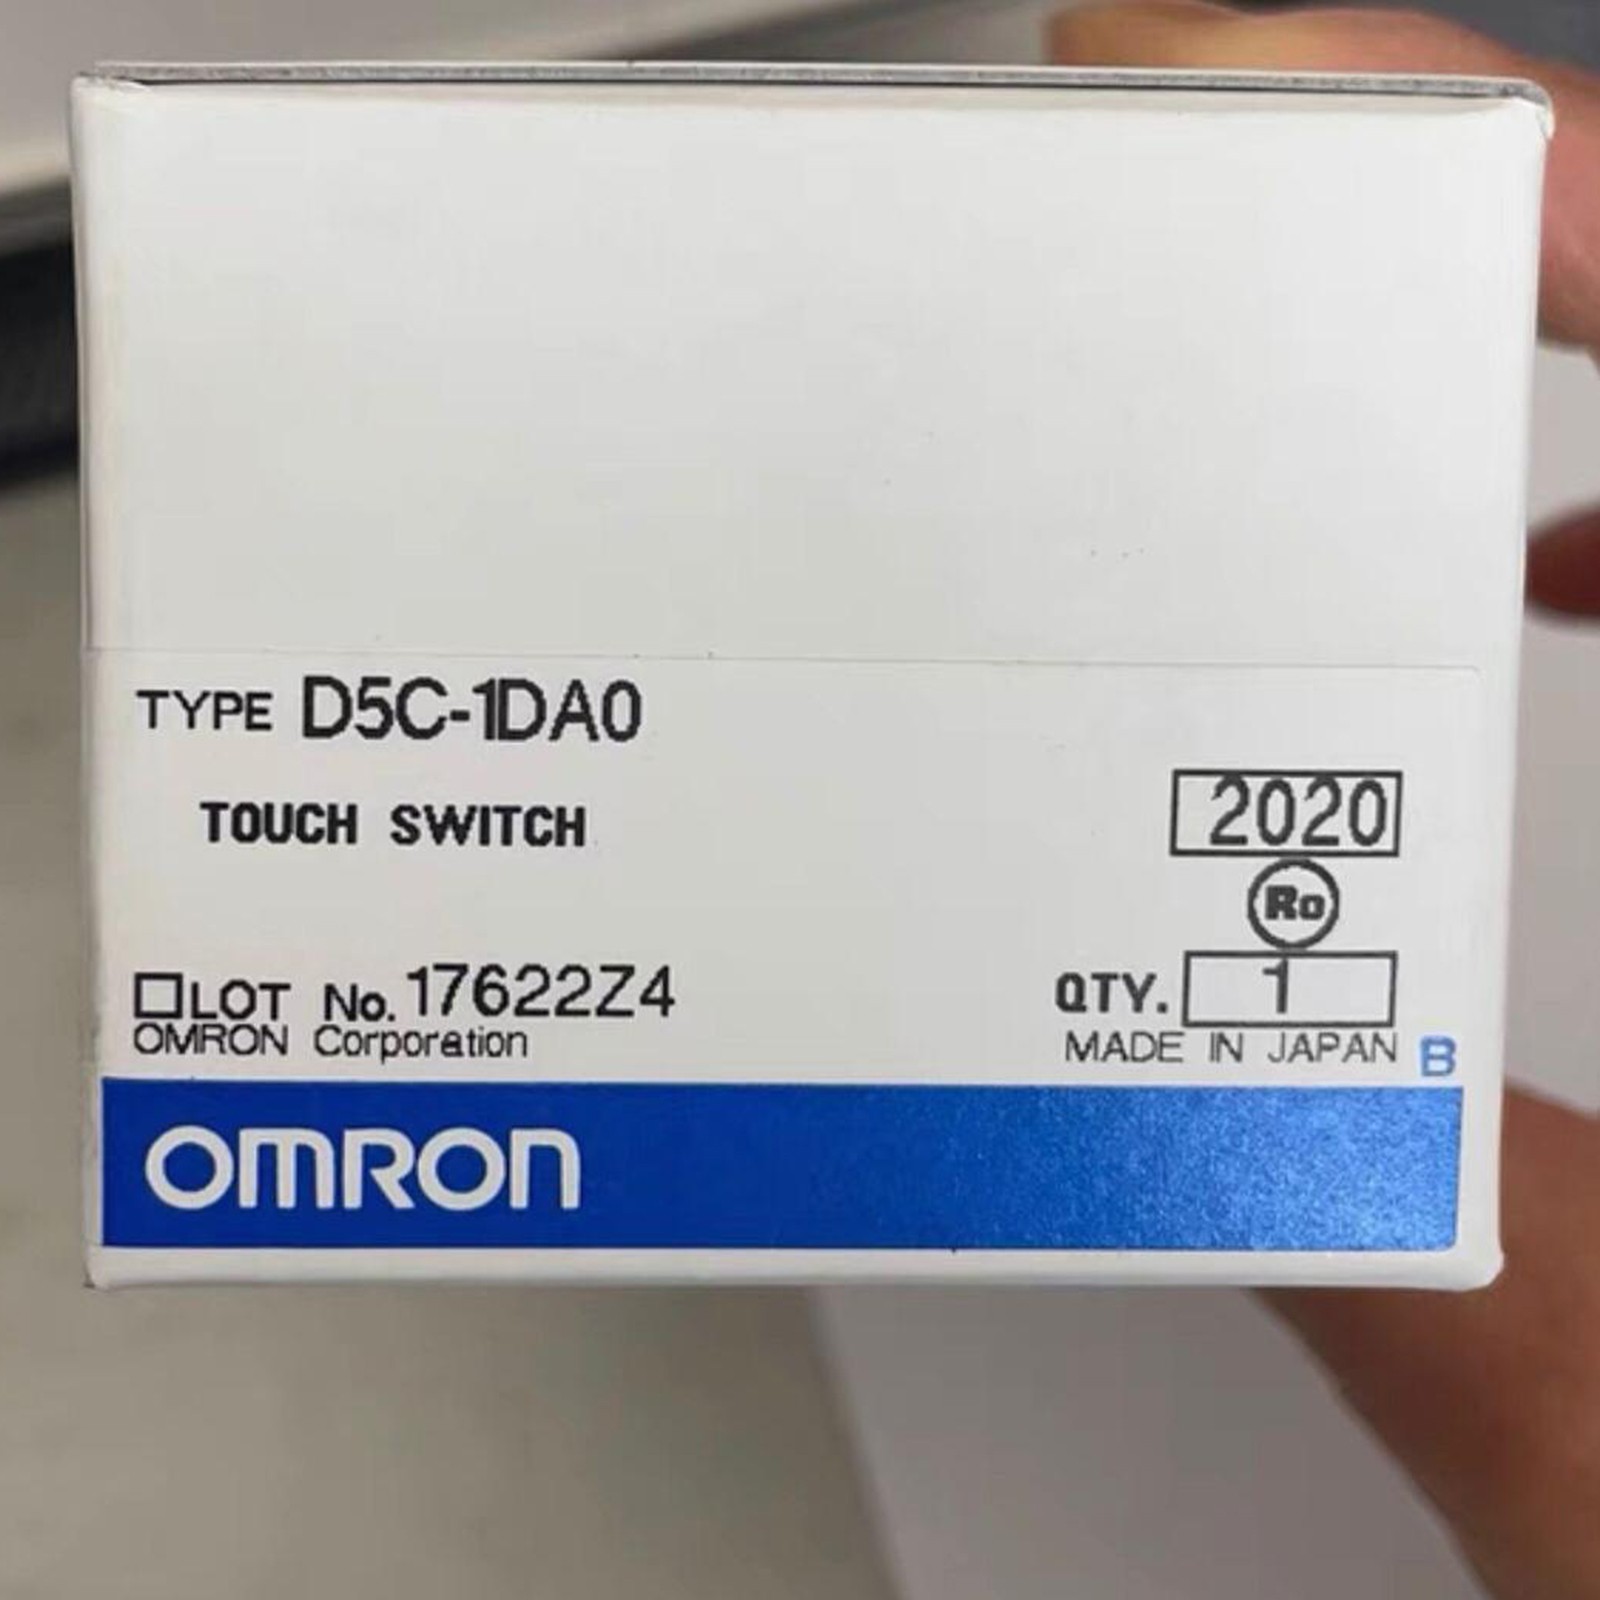 TYPE D5C-1DA0
TOUCH SWITCH
2020
Ro
LOT No. 17622Z4
QTY. 1
OMRON Corporation
MADE IN JAPAN B
OMRON